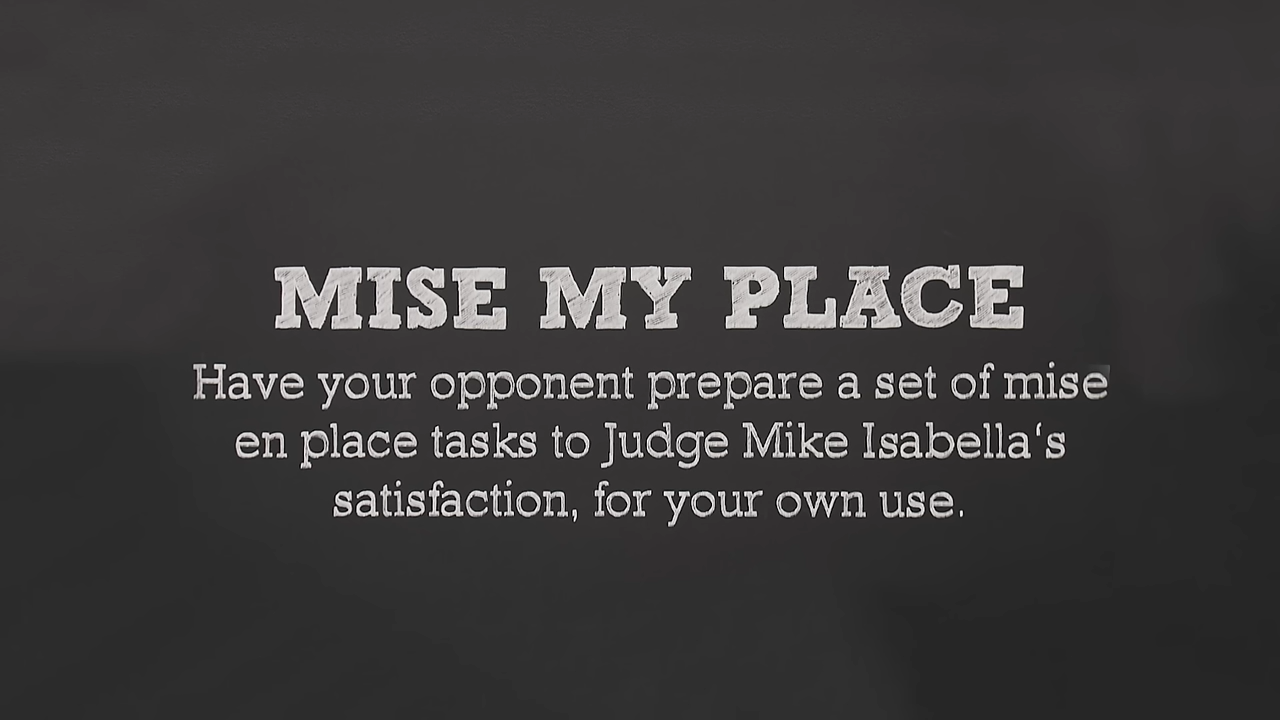 MISE MY PLACE
Have your opponent prepare a set of mise
en place tasks to Judge Mike Isabella‘s
satisfaction, for your own use.